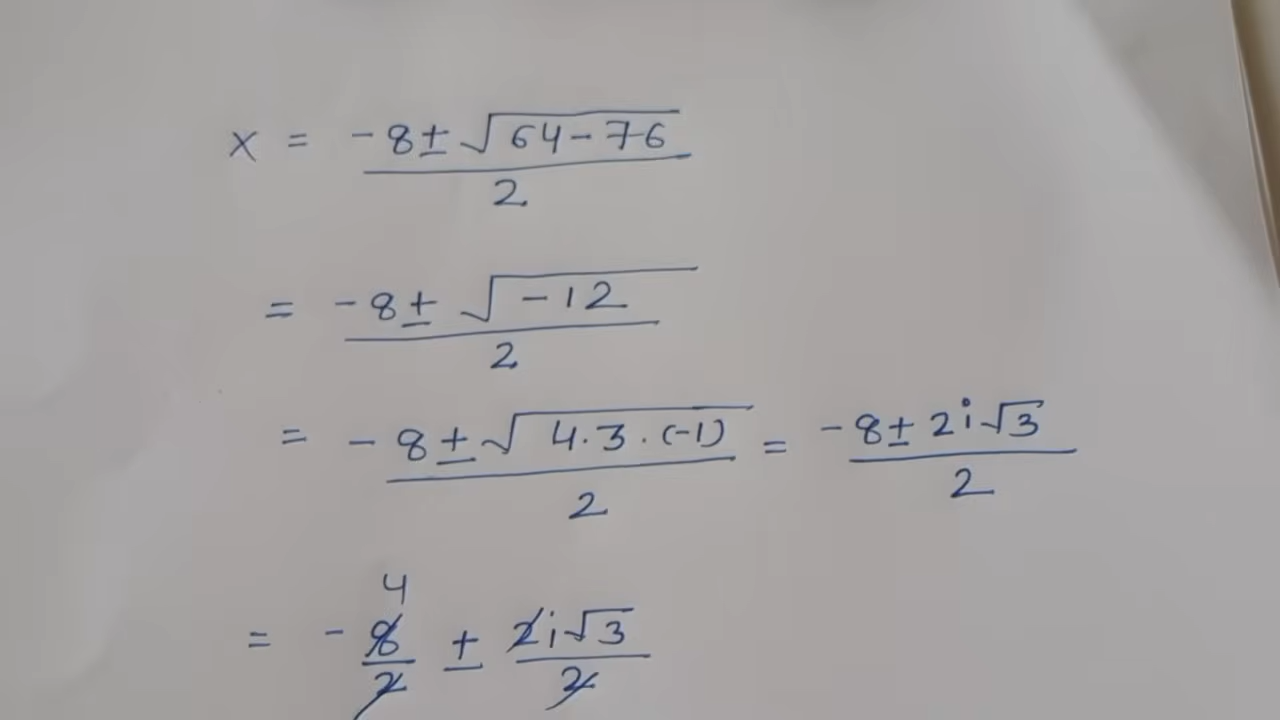 x = (-8 ± √(64 - 76)) / 2
= (-8 ± √(-12)) / 2
= (-8 ± √(4.3.(-1))) / 2 = (-8 ± 2i√3) / 2
4
= -8/2 ± 2i√3/2